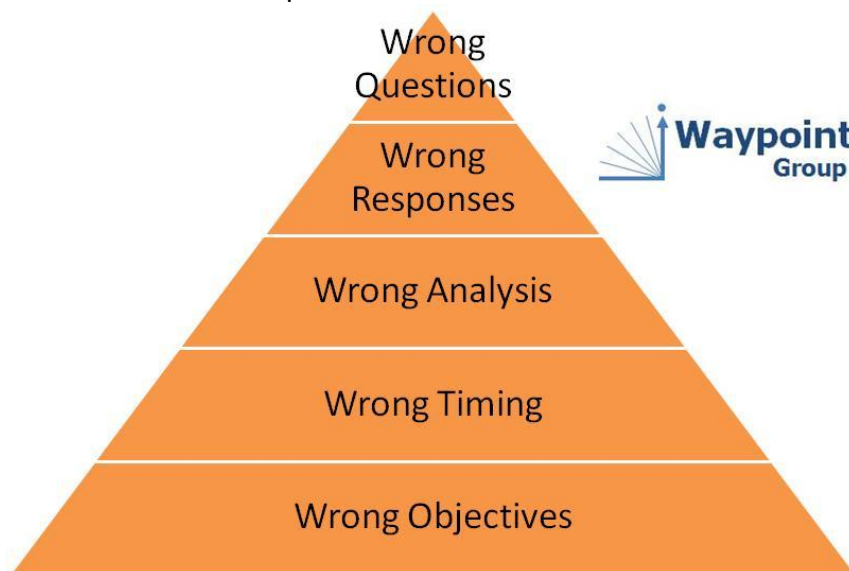 Wrong
Questions
Wrong
Responses
Waypoint
Group
Wrong Analysis
Wrong Timing
Wrong Objectives